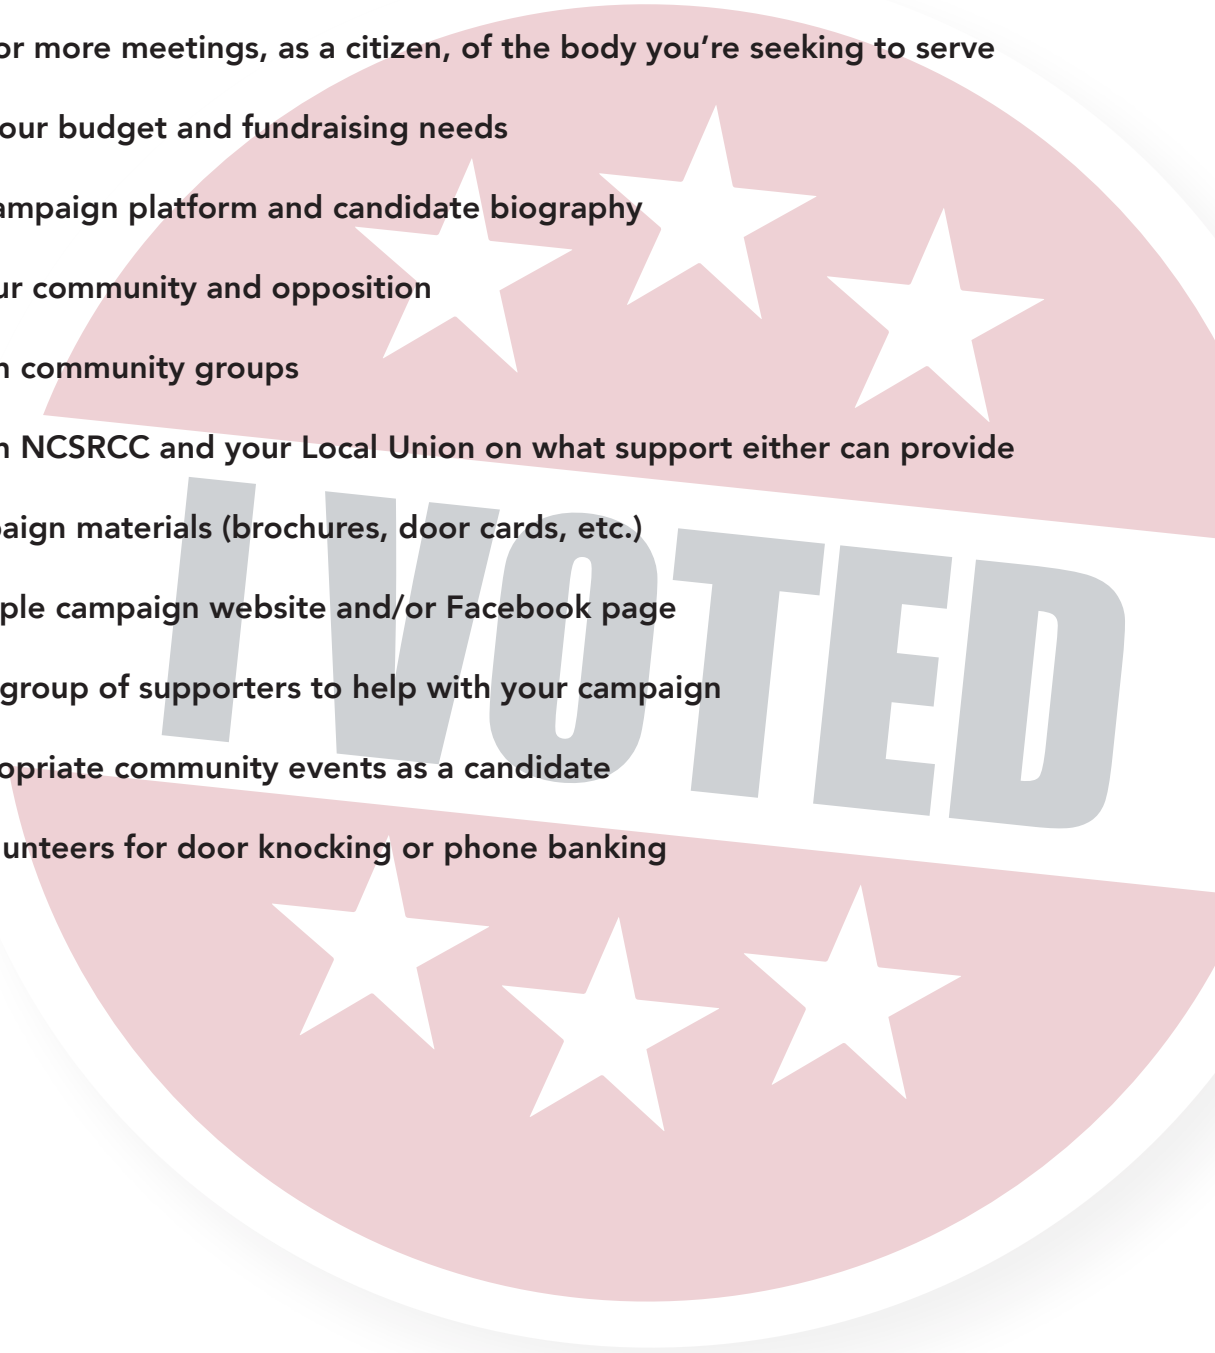 or more meetings, as a citizen, of the body you’re seeking to serve
our budget and fundraising needs
ampaign platform and candidate biography
ur community and opposition
n community groups
n NCSRCC and your Local Union on what support either can provide
I VOTED
aign materials (brochures, door cards, etc.)
ple campaign website and/or Facebook page
group of supporters to help with your campaign
opriate community events as a candidate
unteers for door knocking or phone banking